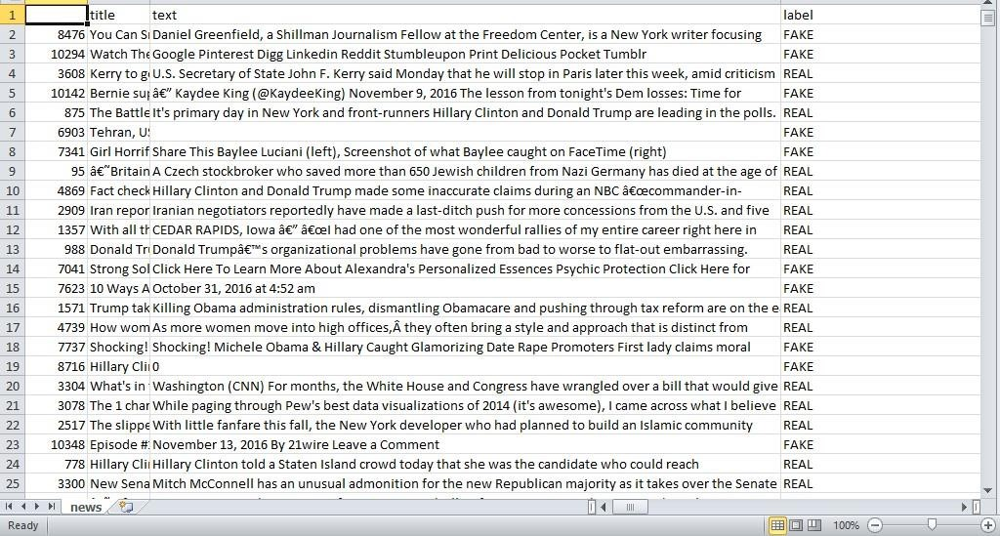 1 title text label
2 8476 You Can Sr Daniel Greenfield, a Shillman Journalism Fellow at the Freedom Center, is a New York writer focusing FAKE
3 10294 Watch The Google Pinterest Digg Linkedin Reddit Stumbleupon Print Delicious Pocket Tumblr FAKE
4 3608 Kerry to go U.S. Secretary of State John F. Kerry said Monday that he will stop in Paris later this week, amid criticism REAL
5 10142 Bernie sup â€” Kaydee King (@KaydeeKing) November 9, 2016 The lesson from tonight's Dem losses: Time for FAKE
6 875 The Battle It's primary day in New York and front-runners Hillary Clinton and Donald Trump are leading in the polls. REAL
7 6903 Tehran, US FAKE
8 7341 Girl Horrif Share This Baylee Luciani (left), Screenshot of what Baylee caught on FaceTime (right) FAKE
9 95 â€˜Britain A Czech stockbroker who saved more than 650 Jewish children from Nazi Germany has died at the age of REAL
10 4869 Fact check Hillary Clinton and Donald Trump made some inaccurate claims during an NBC â€œcommander-in- REAL
11 2909 Iran repor Iranian negotiators reportedly have made a last-ditch push for more concessions from the U.S. and five REAL
12 1357 With all th CEDAR RAPIDS, Iowa â€” â€œI had one of the most wonderful rallies of my entire career right here in REAL
13 988 Donald Tr Donald Trumpâ€™s organizational problems have gone from bad to worse to flat-out embarrassing. REAL
14 7041 Strong Sol Click Here To Learn More About Alexandra's Personalized Essences Psychic Protection Click Here for FAKE
15 7623 10 Ways A October 31, 2016 at 4:52 am FAKE
16 1571 Trump tak Killing Obama administration rules, dismantling Obamacare and pushing through tax reform are on the e REAL
17 4739 How wom As more women move into high offices,Â they often bring a style and approach that is distinct from REAL
18 7737 Shocking! Shocking! Michele Obama & Hillary Caught Glamorizing Date Rape Promoters First lady claims moral FAKE
19 8716 Hillary Cli 0 FAKE
20 3304 What's in Washington (CNN) For months, the White House and Congress have wrangled over a bill that would give REAL
21 3078 The 1 char While paging through Pew's best data visualizations of 2014 (it's awesome), I came across what I believe REAL
22 2517 The slippe With little fanfare this fall, the New York developer who had planned to build an Islamic community REAL
23 10348 Episode # November 13, 2016 By 21wire Leave a Comment FAKE
24 778 Hillary Cli Hillary Clinton told a Staten Island crowd today that she was the candidate who could reach REAL
25 3300 New Sena Mitch McConnell has an unusual admonition for the new Republican majority as it takes over the Senate REAL
news
Ready 100%